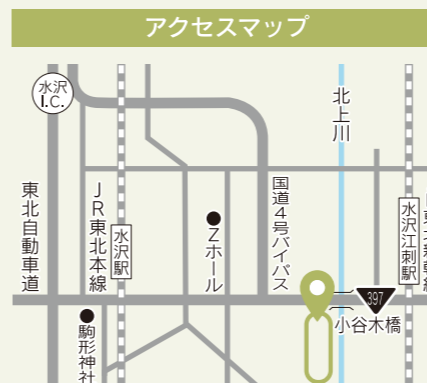 アクセスマップ
水沢
I.C.
東北自動車道
JR東北本線
水沢駅
駒形神社
Zホール
国道4号バイパス
北上川
397
小谷木橋
水沢江刺駅